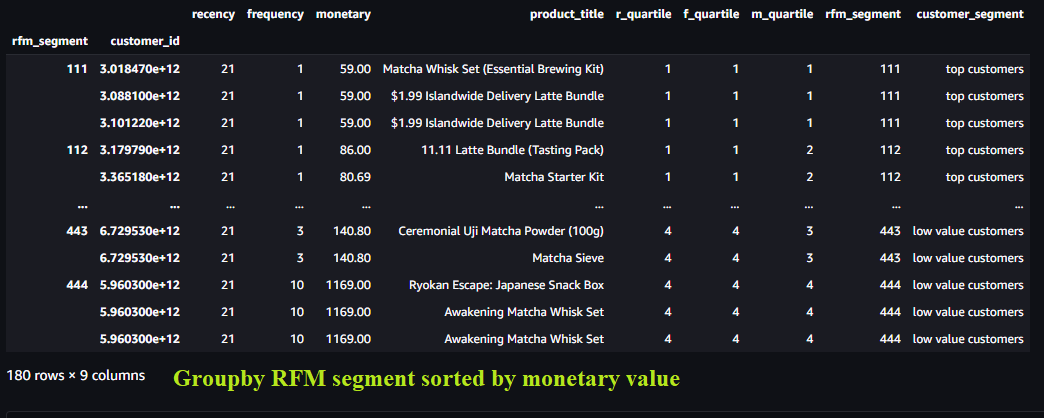 recency frequency monetary product_title r_quartile f_quartile m_quartile rfm_segment customer_segment
rfm_segment customer_id
111 3.018470e+12 21 1 59.00 Matcha Whisk Set (Essential Brewing Kit) 1 1 1 111 top customers
3.088100e+12 21 1 59.00 $1.99 Islandwide Delivery Latte Bundle 1 1 1 111 top customers
3.101220e+12 21 1 59.00 $1.99 Islandwide Delivery Latte Bundle 1 1 1 111 top customers
112 3.179790e+12 21 1 86.00 11.11 Latte Bundle (Tasting Pack) 1 1 2 112 top customers
3.365180e+12 21 1 80.69 Matcha Starter Kit 1 1 2 112 top customers
... ... ... ... ... ... ... ... ... ... ...
443 6.729530e+12 21 3 140.80 Ceremonial Uji Matcha Powder (100g) 4 4 3 443 low value customers
6.729530e+12 21 3 140.80 Matcha Sieve 4 4 3 443 low value customers
444 5.960300e+12 21 10 1169.00 Ryokan Escape: Japanese Snack Box 4 4 4 444 low value customers
5.960300e+12 21 10 1169.00 Awakening Matcha Whisk Set 4 4 4 444 low value customers
5.960300e+12 21 10 1169.00 Awakening Matcha Whisk Set 4 4 4 444 low value customers
180 rows × 9 columns Groupby RFM segment sorted by monetary value